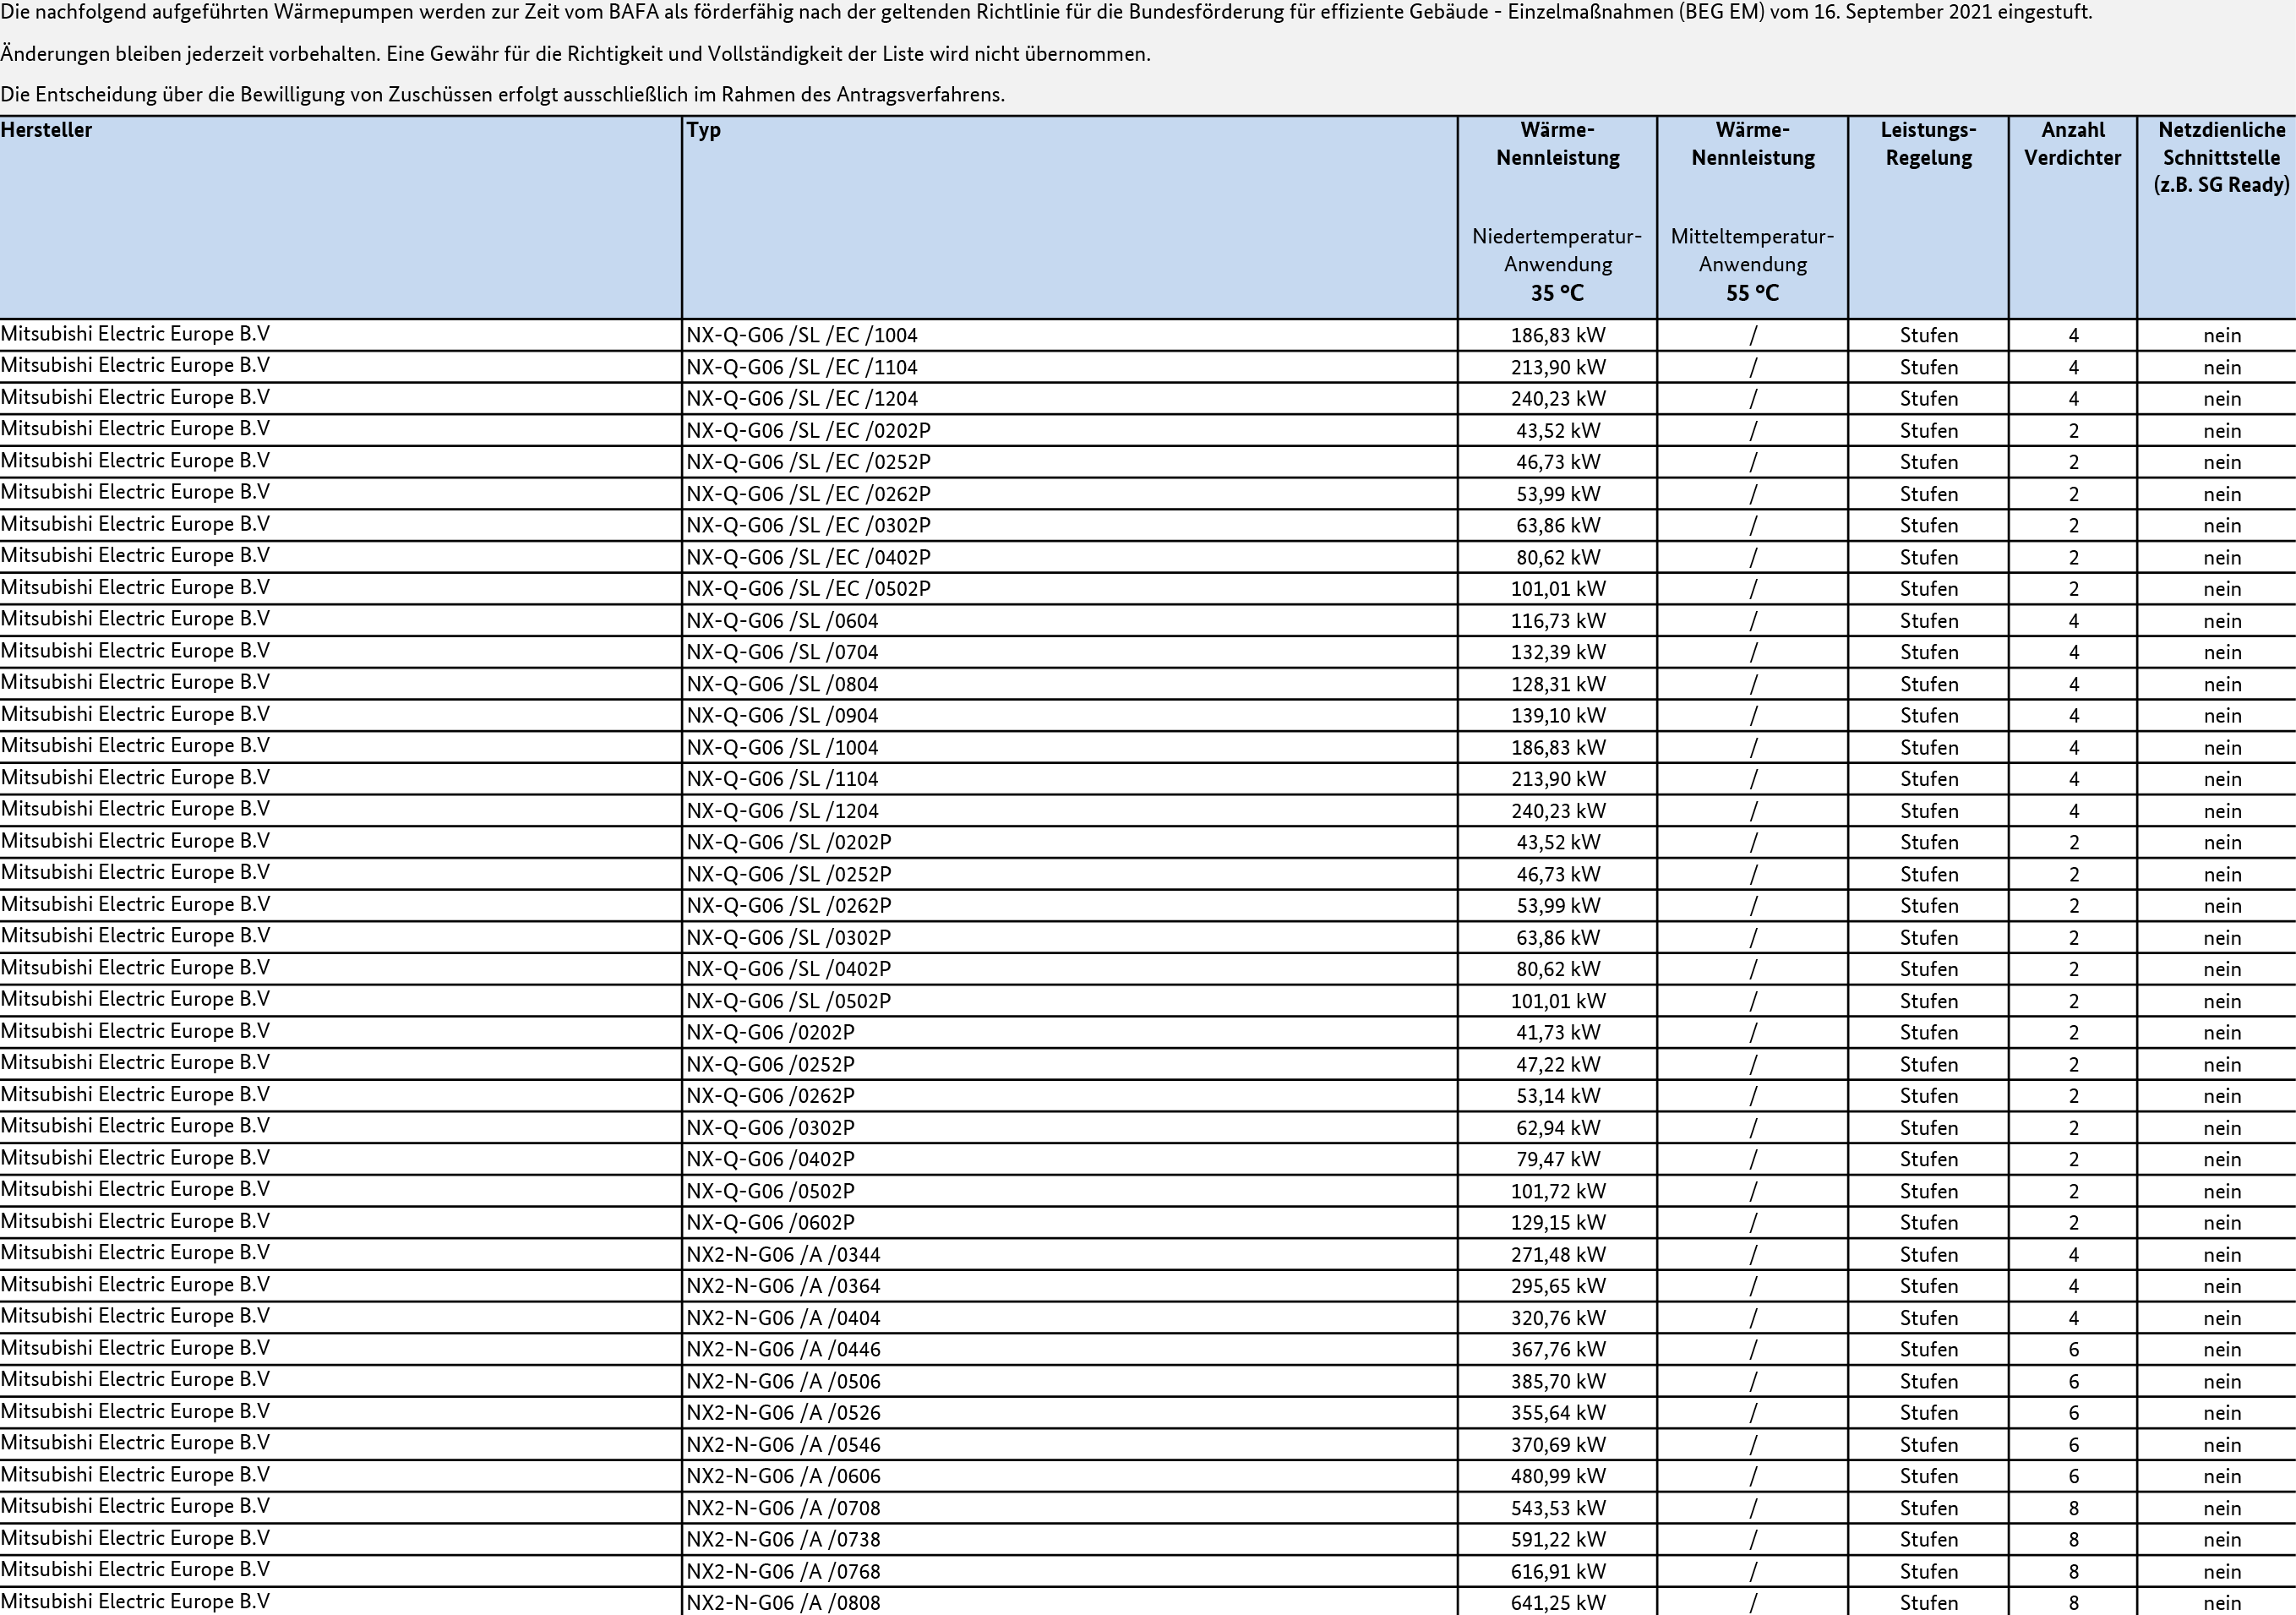 Die nachfolgend aufgeführten Wärmepumpen werden zur Zeit vom BAFA als förderfähig nach der geltenden Richtlinie für die Bundesförderung für effiziente Gebäude - Einzelmaßnahmen (BEG EM) vom 16. September 2021 eingestuft.
Änderungen bleiben jederzeit vorbehalten. Eine Gewähr für die Richtigkeit und Vollständigkeit der Liste wird nicht übernommen.
Die Entscheidung über die Bewilligung von Zuschüssen erfolgt ausschließlich im Rahmen des Antragsverfahrens.
Hersteller Typ Wärme- Wärme- Leistungs- Anzahl Netzdienliche
Nennleistung Nennleistung Regelung Verdichter Schnittstelle
(z.B. SG Ready)
Niedertemperatur- Mitteltemperatur-
Anwendung Anwendung
35 °C 55 °C
Mitsubishi Electric Europe B.V NX-Q-G06 /SL /EC /1004 186,83 kW / Stufen 4 nein
Mitsubishi Electric Europe B.V NX-Q-G06 /SL /EC /1104 213,90 kW / Stufen 4 nein
Mitsubishi Electric Europe B.V NX-Q-G06 /SL /EC /1204 240,23 kW / Stufen 4 nein
Mitsubishi Electric Europe B.V NX-Q-G06 /SL /EC /0202P 43,52 kW / Stufen 2 nein
Mitsubishi Electric Europe B.V NX-Q-G06 /SL /EC /0252P 46,73 kW / Stufen 2 nein
Mitsubishi Electric Europe B.V NX-Q-G06 /SL /EC /0262P 53,99 kW / Stufen 2 nein
Mitsubishi Electric Europe B.V NX-Q-G06 /SL /EC /0302P 63,86 kW / Stufen 2 nein
Mitsubishi Electric Europe B.V NX-Q-G06 /SL /EC /0402P 80,62 kW / Stufen 2 nein
Mitsubishi Electric Europe B.V NX-Q-G06 /SL /EC /0502P 101,01 kW / Stufen 2 nein
Mitsubishi Electric Europe B.V NX-Q-G06 /SL /0604 116,73 kW / Stufen 4 nein
Mitsubishi Electric Europe B.V NX-Q-G06 /SL /0704 132,39 kW / Stufen 4 nein
Mitsubishi Electric Europe B.V NX-Q-G06 /SL /0804 128,31 kW / Stufen 4 nein
Mitsubishi Electric Europe B.V NX-Q-G06 /SL /0904 139,10 kW / Stufen 4 nein
Mitsubishi Electric Europe B.V NX-Q-G06 /SL /1004 186,83 kW / Stufen 4 nein
Mitsubishi Electric Europe B.V NX-Q-G06 /SL /1104 213,90 kW / Stufen 4 nein
Mitsubishi Electric Europe B.V NX-Q-G06 /SL /1204 240,23 kW / Stufen 4 nein
Mitsubishi Electric Europe B.V NX-Q-G06 /SL /0202P 43,52 kW / Stufen 2 nein
Mitsubishi Electric Europe B.V NX-Q-G06 /SL /0252P 46,73 kW / Stufen 2 nein
Mitsubishi Electric Europe B.V NX-Q-G06 /SL /0262P 53,99 kW / Stufen 2 nein
Mitsubishi Electric Europe B.V NX-Q-G06 /SL /0302P 63,86 kW / Stufen 2 nein
Mitsubishi Electric Europe B.V NX-Q-G06 /SL /0402P 80,62 kW / Stufen 2 nein
Mitsubishi Electric Europe B.V NX-Q-G06 /SL /0502P 101,01 kW / Stufen 2 nein
Mitsubishi Electric Europe B.V NX-Q-G06 /0202P 41,73 kW / Stufen 2 nein
Mitsubishi Electric Europe B.V NX-Q-G06 /0252P 47,22 kW / Stufen 2 nein
Mitsubishi Electric Europe B.V NX-Q-G06 /0262P 53,14 kW / Stufen 2 nein
Mitsubishi Electric Europe B.V NX-Q-G06 /0302P 62,94 kW / Stufen 2 nein
Mitsubishi Electric Europe B.V NX-Q-G06 /0402P 79,47 kW / Stufen 2 nein
Mitsubishi Electric Europe B.V NX-Q-G06 /0502P 101,72 kW / Stufen 2 nein
Mitsubishi Electric Europe B.V NX-Q-G06 /0602P 129,15 kW / Stufen 2 nein
Mitsubishi Electric Europe B.V NX2-N-G06 /A /0344 271,48 kW / Stufen 4 nein
Mitsubishi Electric Europe B.V NX2-N-G06 /A /0364 295,65 kW / Stufen 4 nein
Mitsubishi Electric Europe B.V NX2-N-G06 /A /0404 320,76 kW / Stufen 4 nein
Mitsubishi Electric Europe B.V NX2-N-G06 /A /0446 367,76 kW / Stufen 6 nein
Mitsubishi Electric Europe B.V NX2-N-G06 /A /0506 385,70 kW / Stufen 6 nein
Mitsubishi Electric Europe B.V NX2-N-G06 /A /0526 355,64 kW / Stufen 6 nein
Mitsubishi Electric Europe B.V NX2-N-G06 /A /0546 370,69 kW / Stufen 6 nein
Mitsubishi Electric Europe B.V NX2-N-G06 /A /0606 480,99 kW / Stufen 6 nein
Mitsubishi Electric Europe B.V NX2-N-G06 /A /0708 543,53 kW / Stufen 8 nein
Mitsubishi Electric Europe B.V NX2-N-G06 /A /0738 591,22 kW / Stufen 8 nein
Mitsubishi Electric Europe B.V NX2-N-G06 /A /0768 616,91 kW / Stufen 8 nein
Mitsubishi Electric Europe B.V NX2-N-G06 /A /0808 641,25 kW / Stufen 8 nein